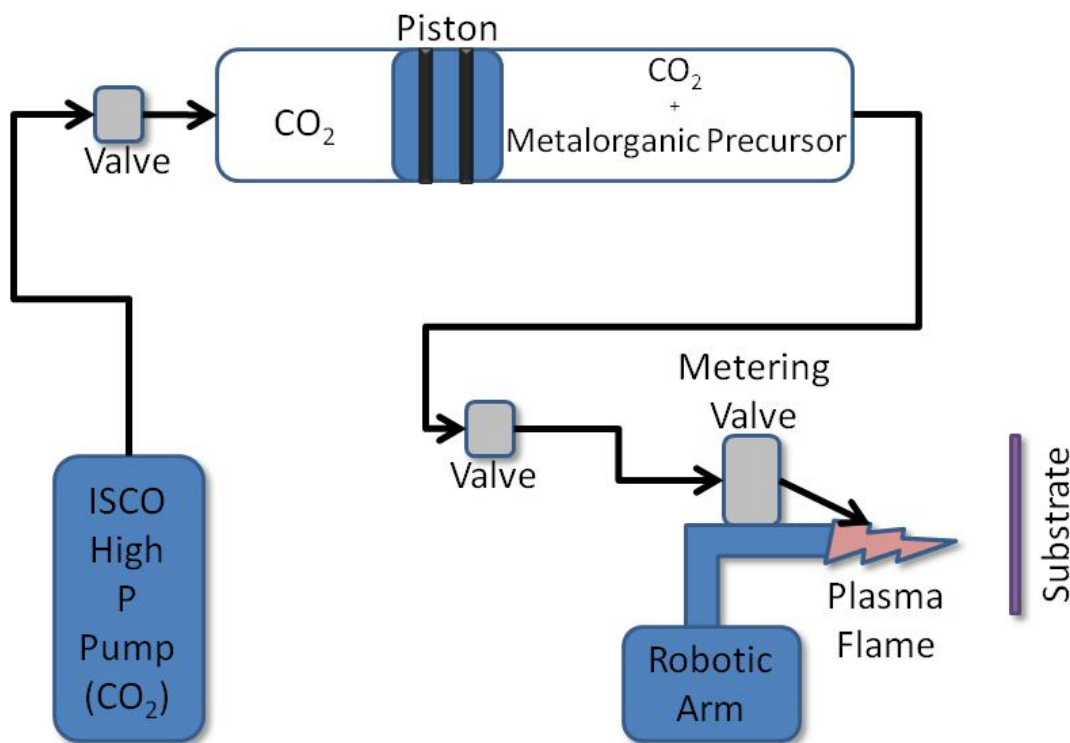 Piston
CO₂
CO₂
+
Metalorganic Precursor
Valve
Metering
Valve
Valve
ISCO
High
P
Pump
(CO₂)
Robotic
Arm
Plasma
Flame
Substrate